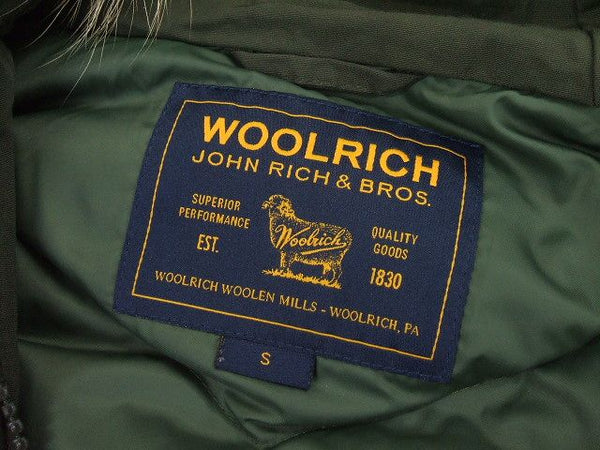 WOOLRICH
JOHN RICH & BROS.
SUPERIOR
PERFORMANCE
EST.
Woolrich
QUALITY
GOODS
1830
WOOLRICH WOOLEN MILLS - WOOLRICH, PA
S